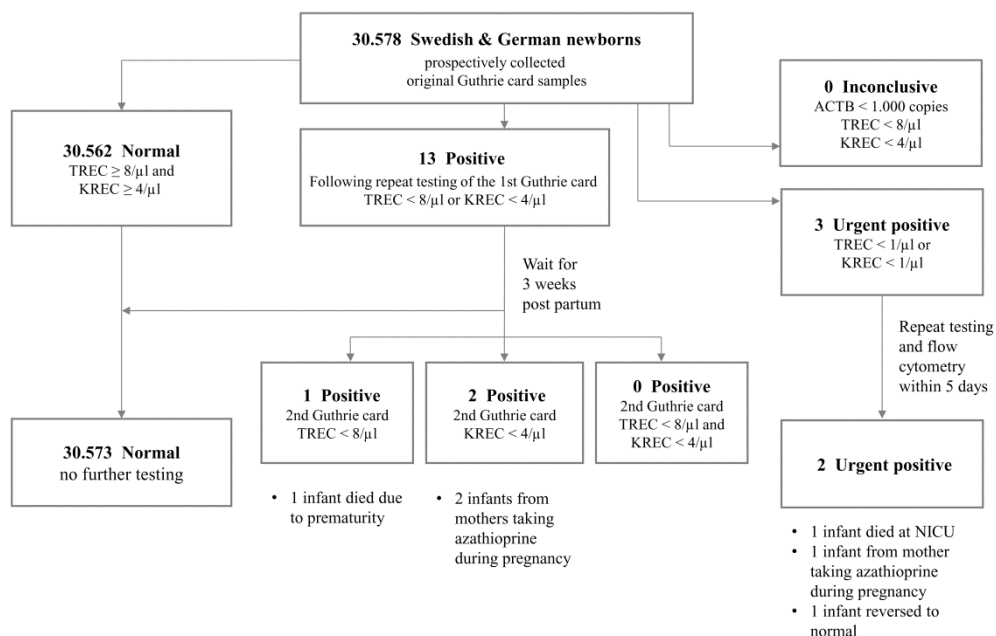 30.578 Swedish & German newborns
prospectively collected
original Guthrie card samples
0 Inconclusive
ACTB < 1.000 copies
TREC < 8/µl
KREC < 4/µl
30.562 Normal
TREC ≥ 8/µl and
KREC ≥ 4/µl
13 Positive
Following repeat testing of the 1st Guthrie card
TREC < 8/µl or KREC < 4/µl
3 Urgent positive
TREC < 1/µl or
KREC < 1/µl
Wait for
3 weeks
post partum
Repeat testing
and flow
cytometry
within 5 days
1 Positive
2nd Guthrie card
TREC < 8/µl
2 Positive
2nd Guthrie card
KREC < 4/µl
0 Positive
2nd Guthrie card
TREC < 8/µl and
KREC < 4/µl
30.573 Normal
no further testing
2 Urgent positive
• 1 infant died due
to prematurity
• 2 infants from
mothers taking
azathioprine
during pregnancy
• 1 infant died at NICU
• 1 infant from mother
taking azathioprine
during pregnancy
• 1 infant reversed to
normal